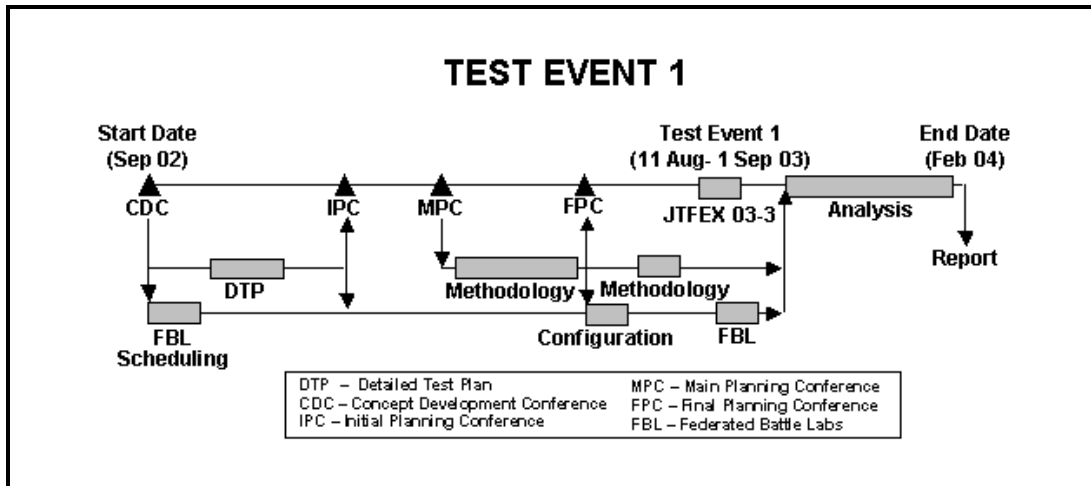 TEST EVENT 1
Start Date
(Sep 02)
Test Event 1
(11 Aug- 1 Sep 03)
End Date
(Feb 04)
CDC
IPC
MPC
FPC
JTFEX 03-3
Analysis
Report
DTP
Methodology
Methodology
FBL
Scheduling
Configuration
FBL
DTP – Detailed Test Plan
CDC – Concept Development Conference
IPC – Initial Planning Conference
MPC – Main Planning Conference
FPC – Final Planning Conference
FBL – Federated Battle Labs